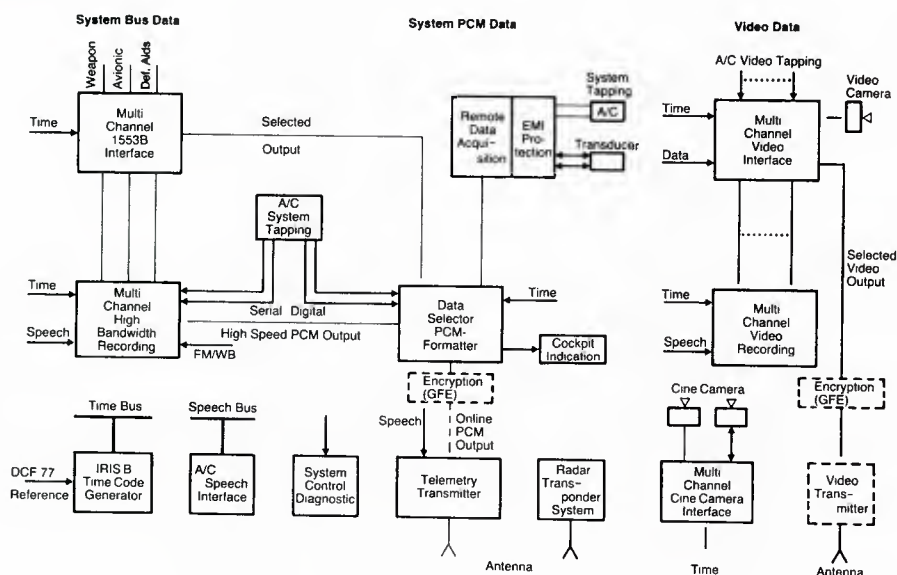 System Bus Data
System PCM Data
Video Data
Weapon
Avionic
Def. Aids
Time
Multi
Channel
1553B
Interface
Selected
Output
A/C
System
Tapping
Time
Speech
Multi
Channel
High
Bandwidth
Recording
Serial Digital
High Speed PCM Output
FM/WB
Remote
Data
Acqui-
sition
EMI
Pro-
tection
System
Tapping
A/C
Transducer
Data
Selector
PCM-
Formatter
Time
Cockpit
Indication
Encryption
(GFE)
Speech
Online
PCM
Output
A/C Video Tapping
Video
Camera
Time
Data
Multi
Channel
Video
Interface
Selected
Video
Output
Time
Speech
Multi
Channel
Video
Recording
Time Bus
Speech Bus
DCF 77
Reference
IRIS B
Time Code
Generator
A/C
Speech
Interface
System
Control
Diagnostic
Telemetry
Transmitter
Radar
Trans-
ponder
System
Antenna
Cine Camera
Multi
Channel
Cine Camera
Interface
Time
Encryption
(GFE)
Video
Trans-
mitter
Antenna